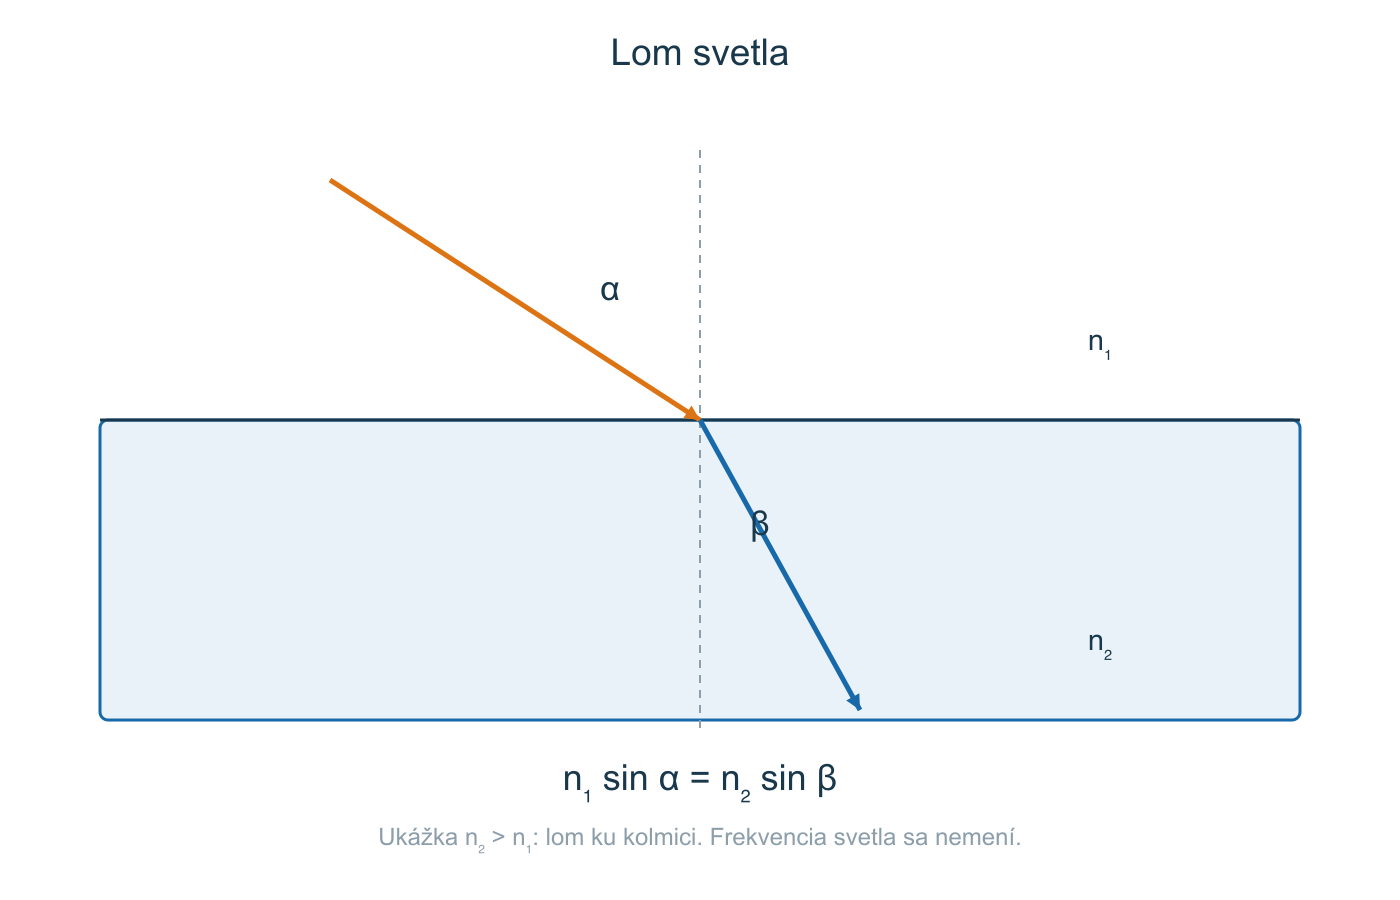 Lom svetla
α
n₁
β
n₂
n₁ sin α = n₂ sin β
Ukážka n₂ > n₁: lom ku kolmici. Frekvencia svetla sa nemení.